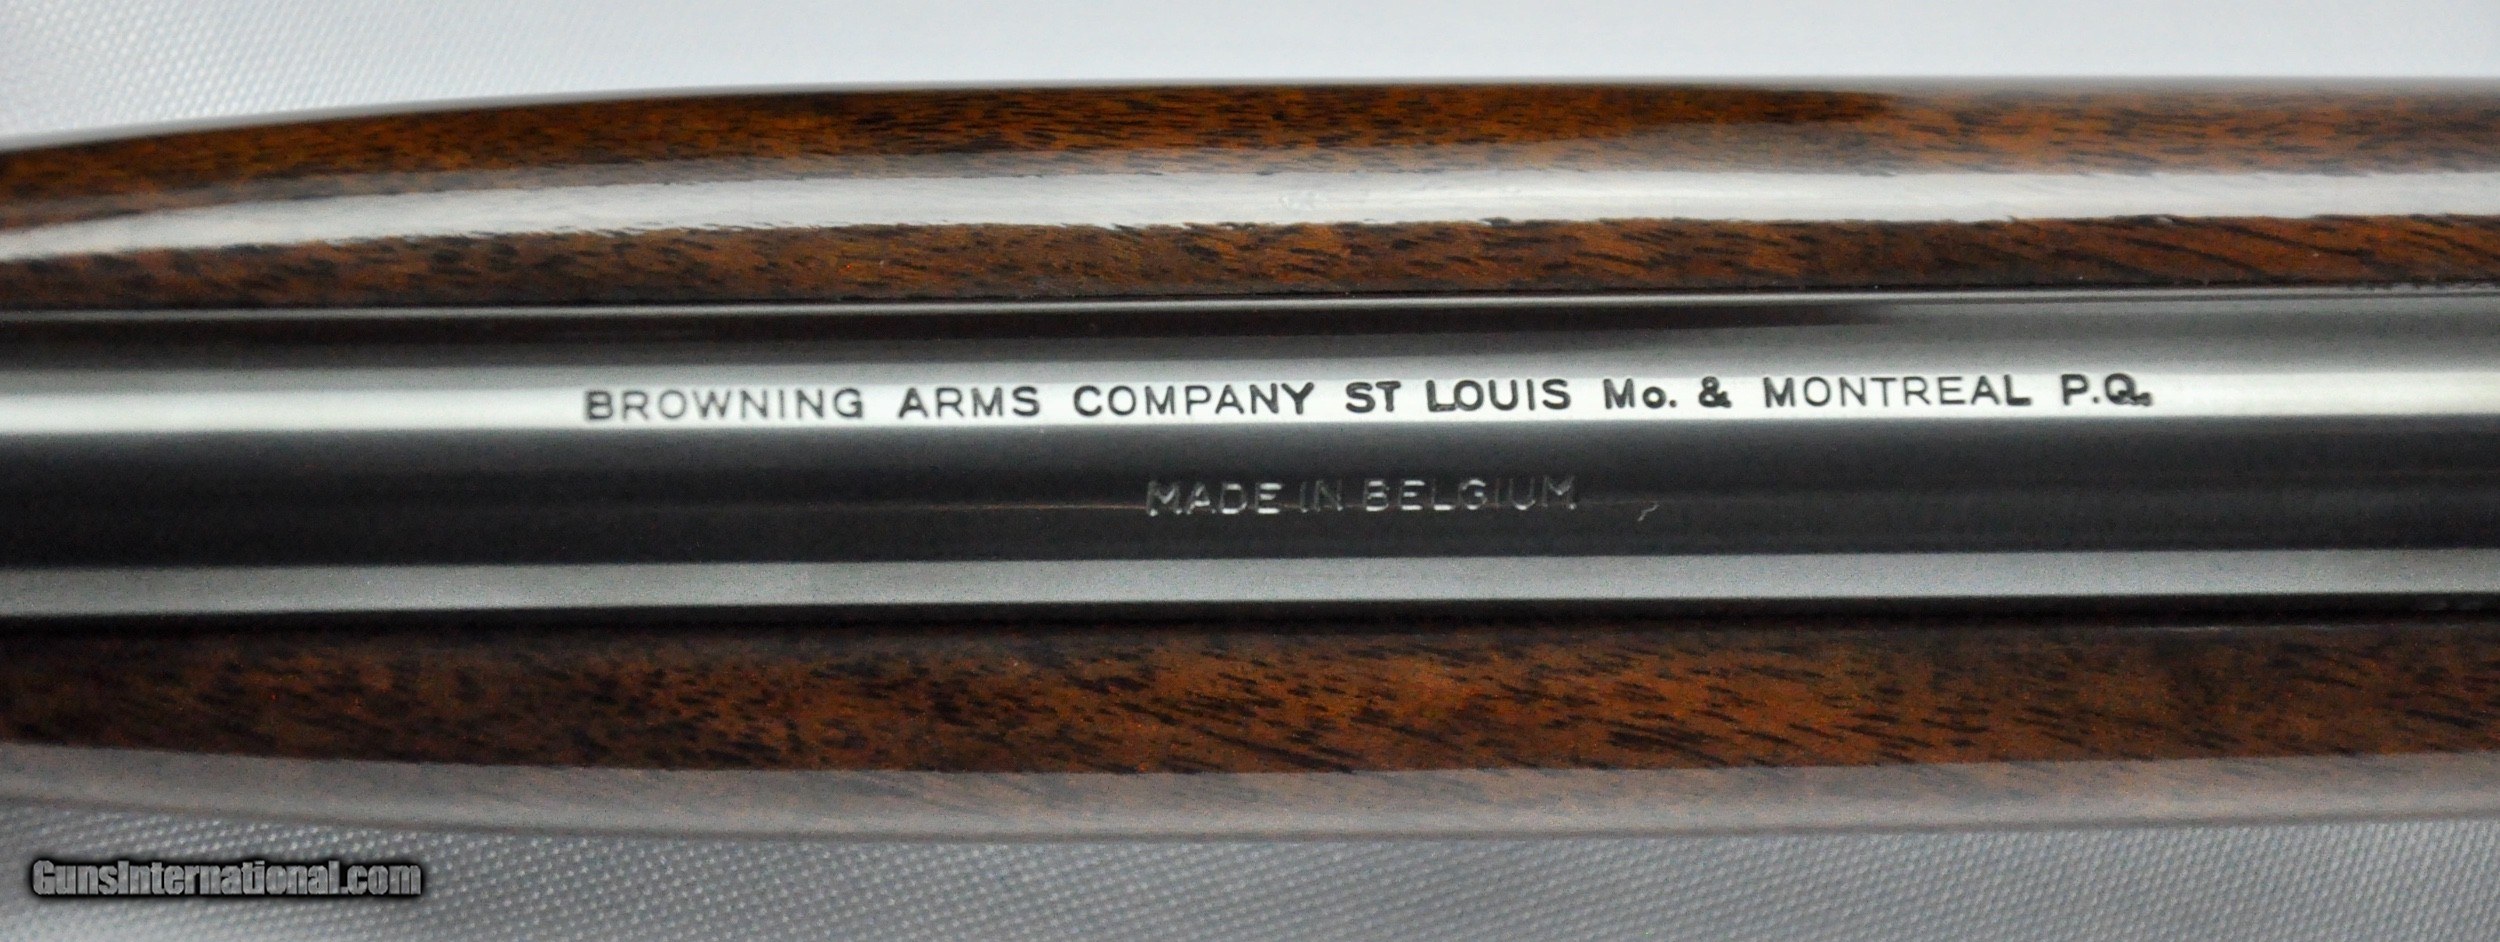 BROWNING ARMS COMPANY ST LOUIS Mo. & MONTREAL P.Q.
MADE IN BELGIUM
GunsInternational.com